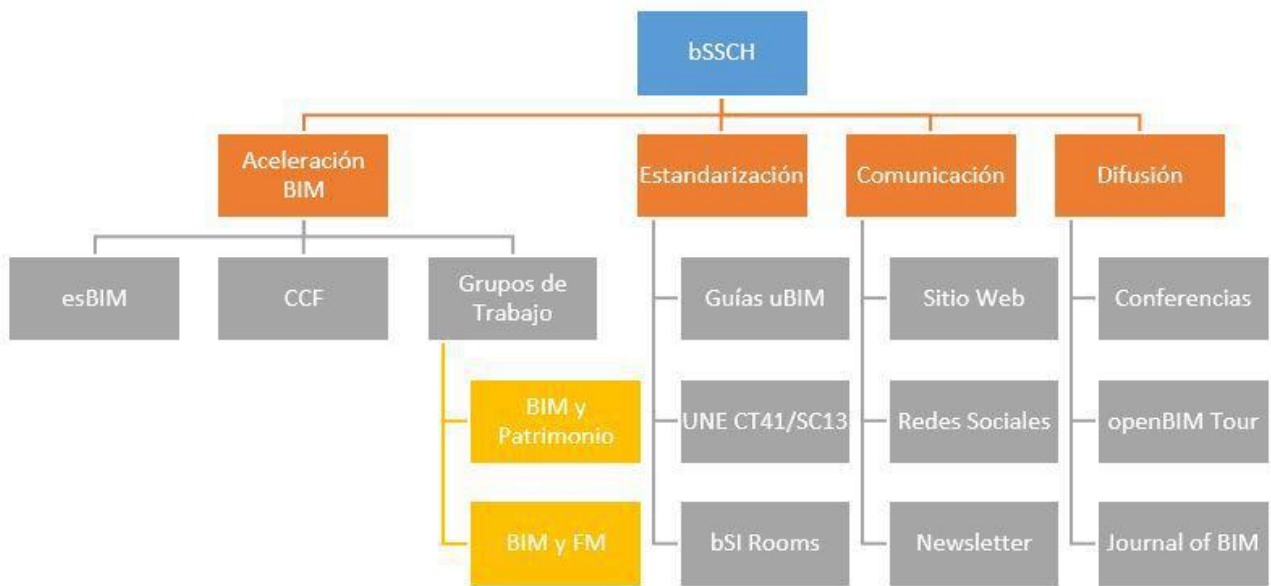 bSSCH
Aceleración
BIM
Estandarización
Comunicación
Difusión
esBIM
CCF
Grupos de
Trabajo
Guías uBIM
Sitio Web
Conferencias
BIM y
Patrimonio
UNE CT41/SC13
Redes Sociales
openBIM Tour
BIM y FM
bSI Rooms
Newsletter
Journal of BIM